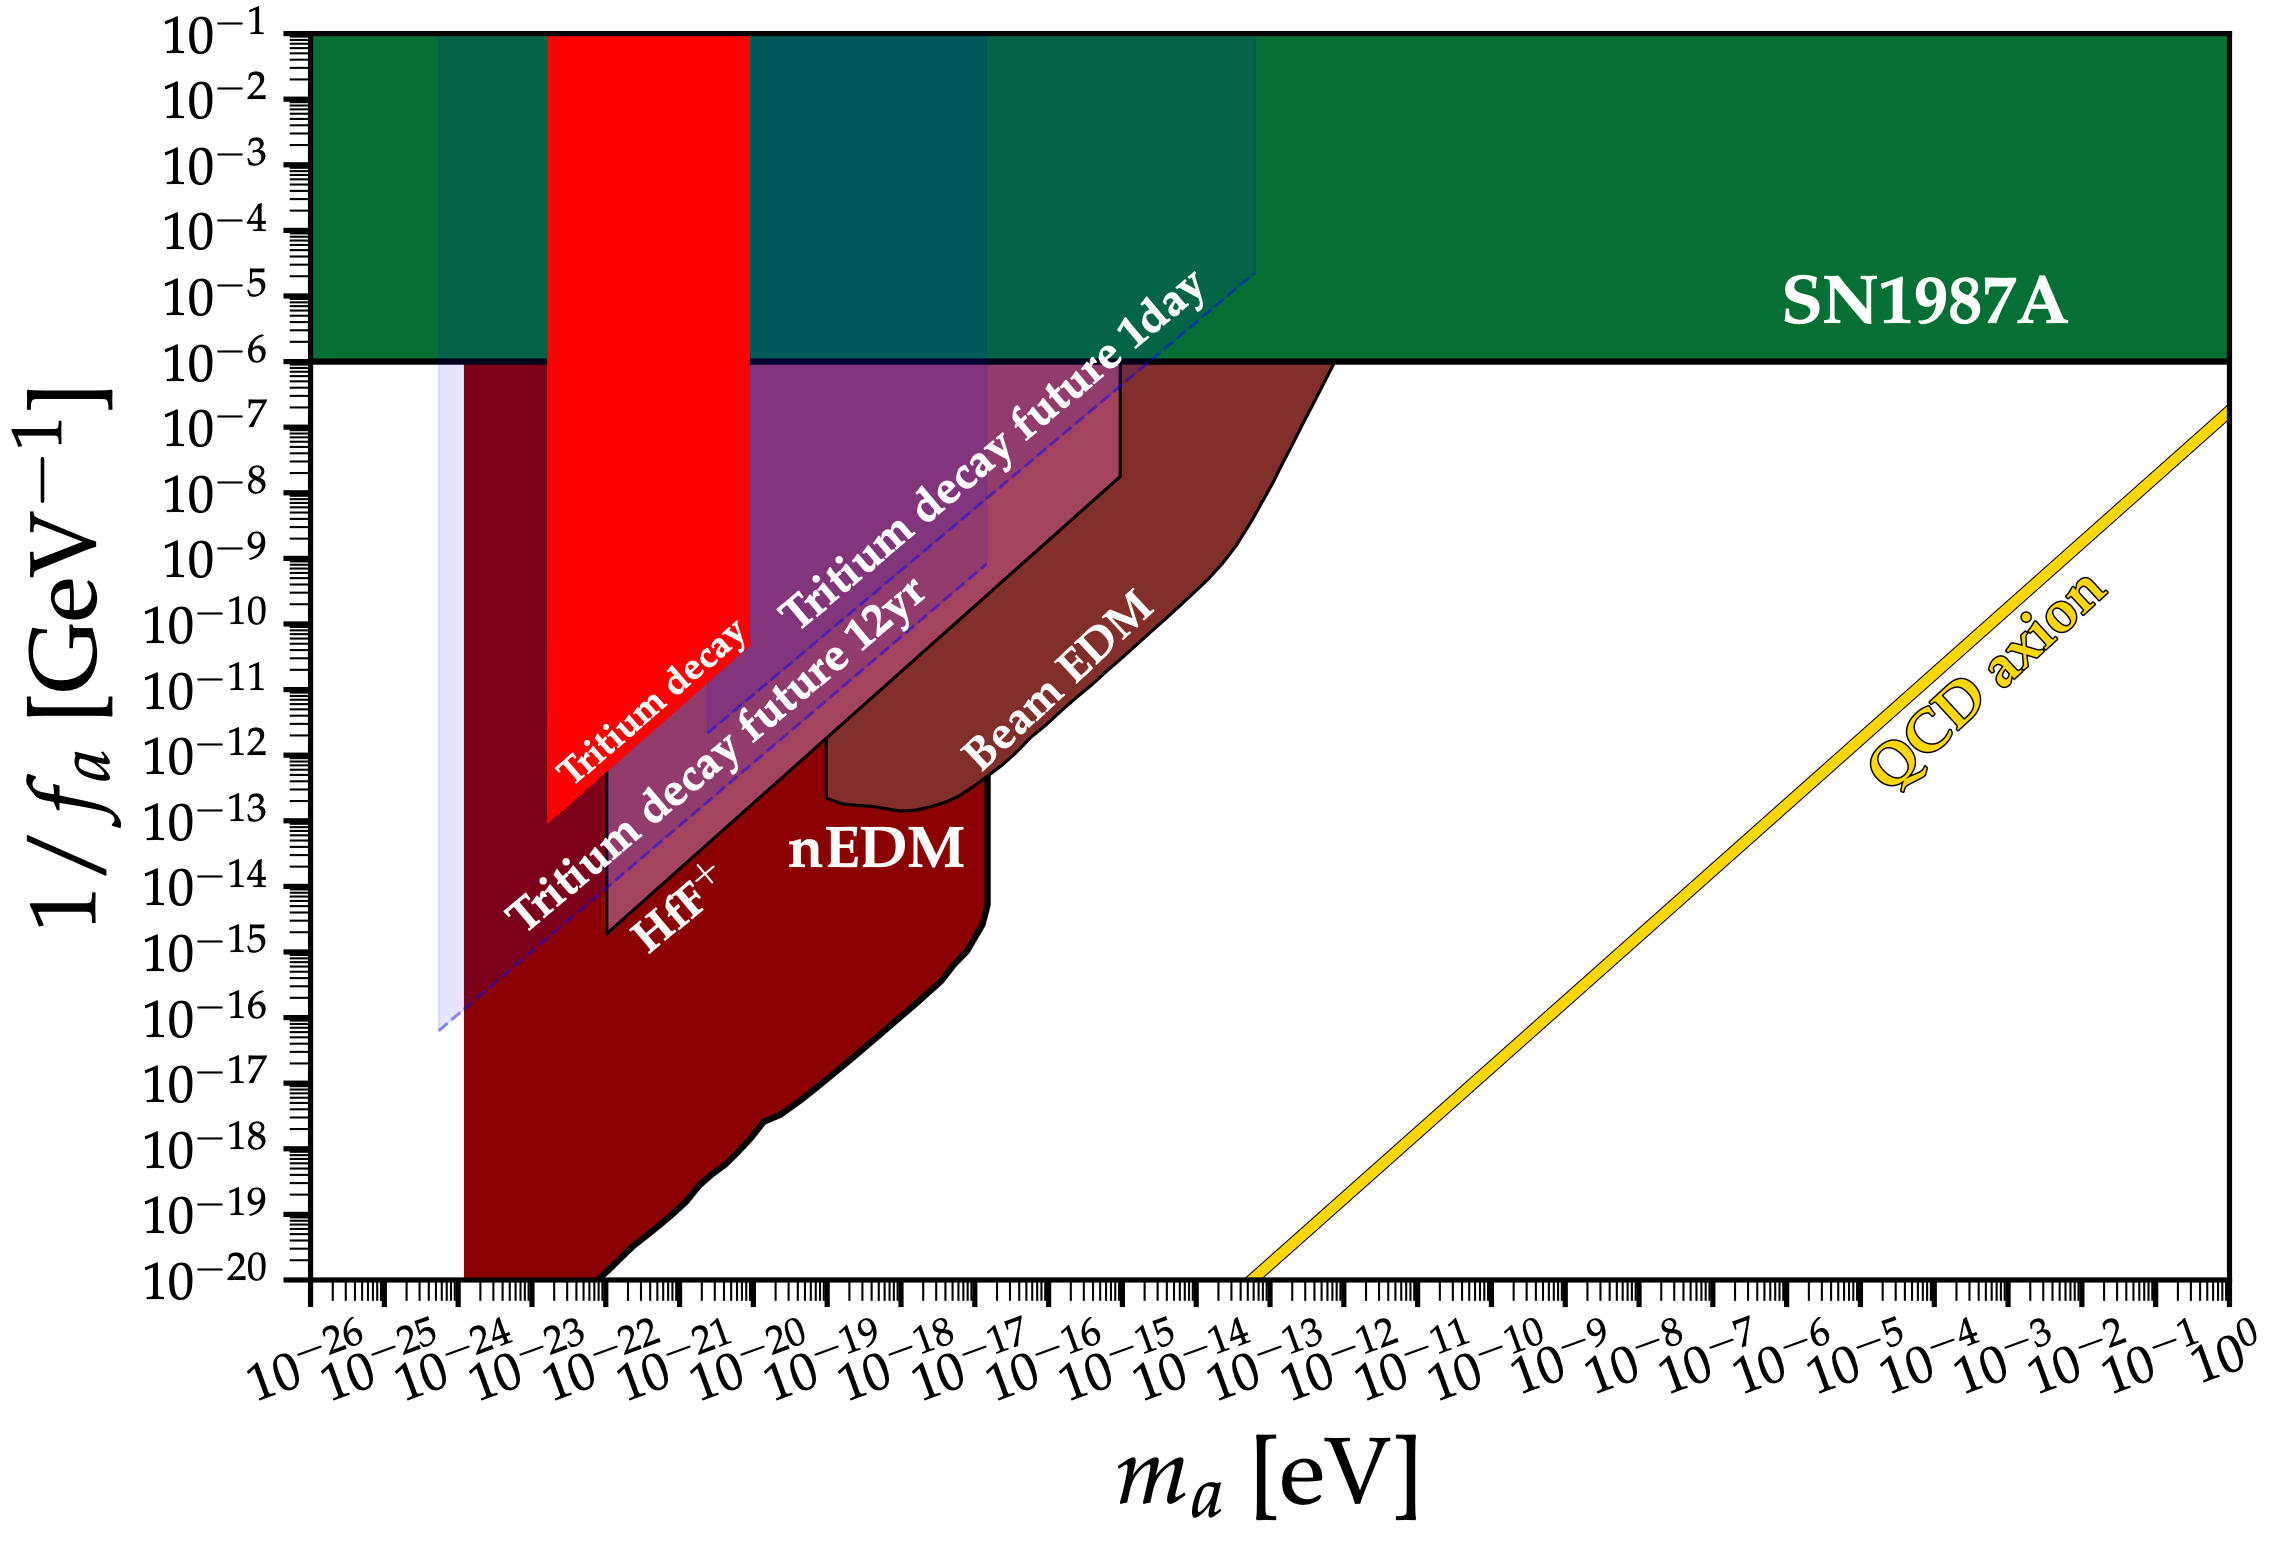 10⁻¹
10⁻²
10⁻³
10⁻⁴
10⁻⁵
10⁻⁶
10⁻⁷
10⁻⁸
10⁻⁹
10⁻¹⁰
10⁻¹¹
10⁻¹²
10⁻¹³
10⁻¹⁴
10⁻¹⁵
10⁻¹⁶
10⁻¹⁷
10⁻¹⁸
10⁻¹⁹
10⁻²⁰
1/fₐ [GeV⁻¹]
SN1987A
Tritium decay future 1day
Tritium decay
Tritium decay future 12yr
Beam EDM
nEDM
HfF⁺
QCD axion
10⁻²⁶ 10⁻²⁵ 10⁻²⁴ 10⁻²³ 10⁻²² 10⁻²¹ 10⁻²⁰ 10⁻¹⁹ 10⁻¹⁸ 10⁻¹⁷ 10⁻¹⁶ 10⁻¹⁵ 10⁻¹⁴ 10⁻¹³ 10⁻¹² 10⁻¹¹ 10⁻¹⁰ 10⁻⁹ 10⁻⁸ 10⁻⁷ 10⁻⁶ 10⁻⁵ 10⁻⁴ 10⁻³ 10⁻² 10⁻¹ 10⁰
mₐ [eV]